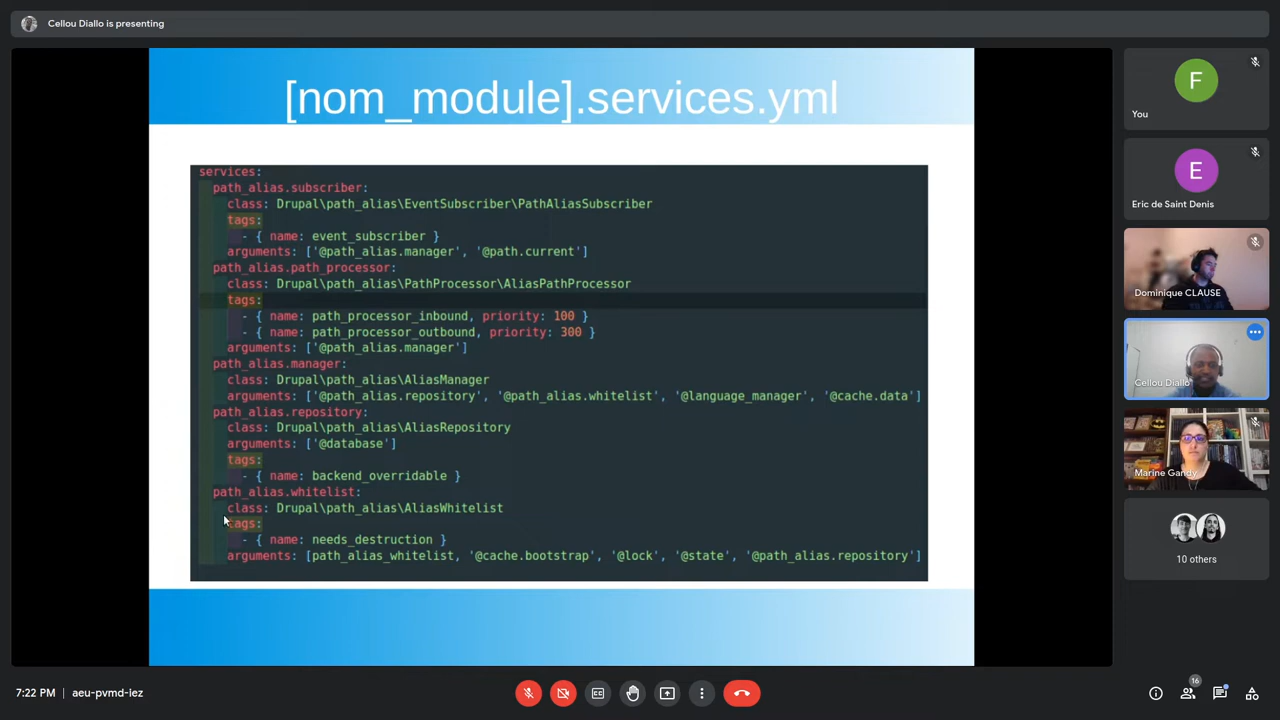 Cellou Diallo is presenting
[nom_module].services.yml
services:
path_alias.subscriber:
class: Drupal\path_alias\EventSubscriber\PathAliasSubscriber
tags:
- { name: event_subscriber }
arguments: ['@path_alias.manager', '@path.current']
path_alias.path_processor:
class: Drupal\path_alias\PathProcessor\AliasPathProcessor
tags:
- { name: path_processor_inbound, priority: 100 }
- { name: path_processor_outbound, priority: 300 }
arguments: ['@path_alias.manager']
path_alias.manager:
class: Drupal\path_alias\AliasManager
arguments: ['@path_alias.repository', '@path_alias.whitelist', '@language_manager', '@cache.data']
path_alias.repository:
class: Drupal\path_alias\AliasRepository
arguments: ['@database']
tags:
- { name: backend_overridable }
path_alias.whitelist:
class: Drupal\path_alias\AliasWhitelist
tags:
- { name: needs_destruction }
arguments: [path_alias_whitelist, '@cache.bootstrap', '@lock', '@state', '@path_alias.repository']
F
You
E
Eric de Saint Denis
Dominique CLAUSE
Cellou Diallo
Marine Gandy
10 others
7:22 PM | aeu-pvmd-lez
16